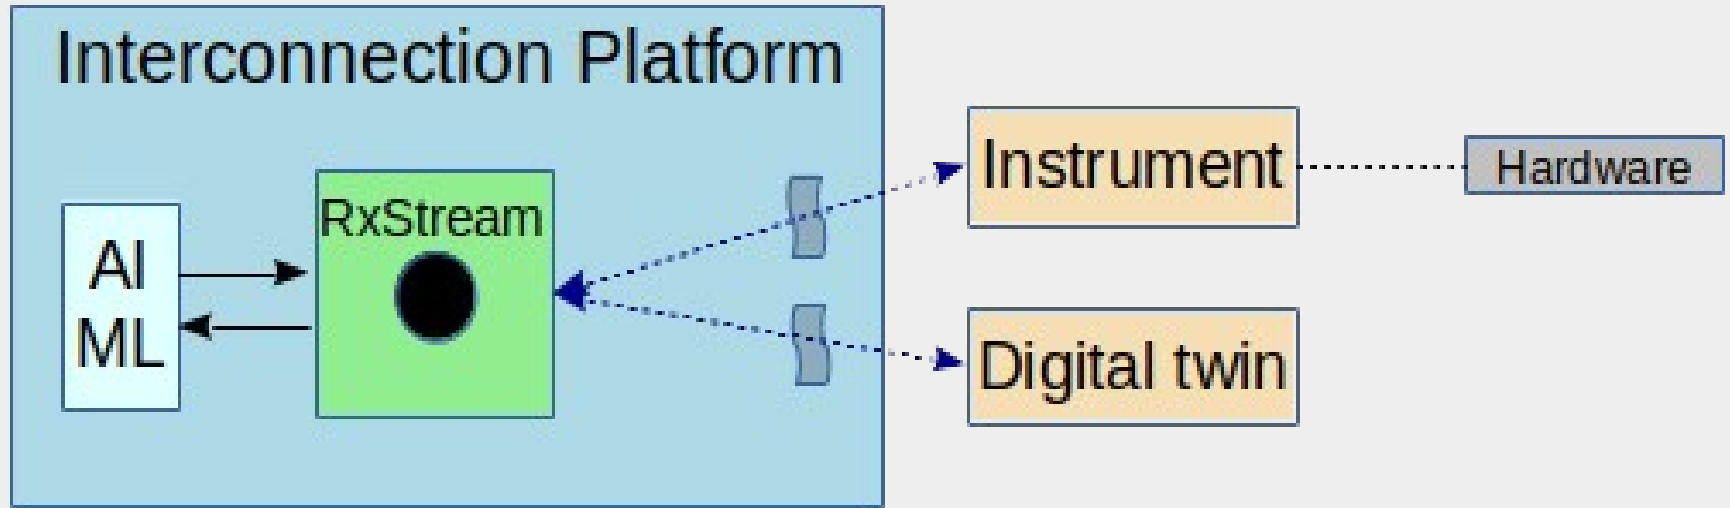 Interconnection Platform
AI
ML
RxStream
Instrument
Hardware
Digital twin